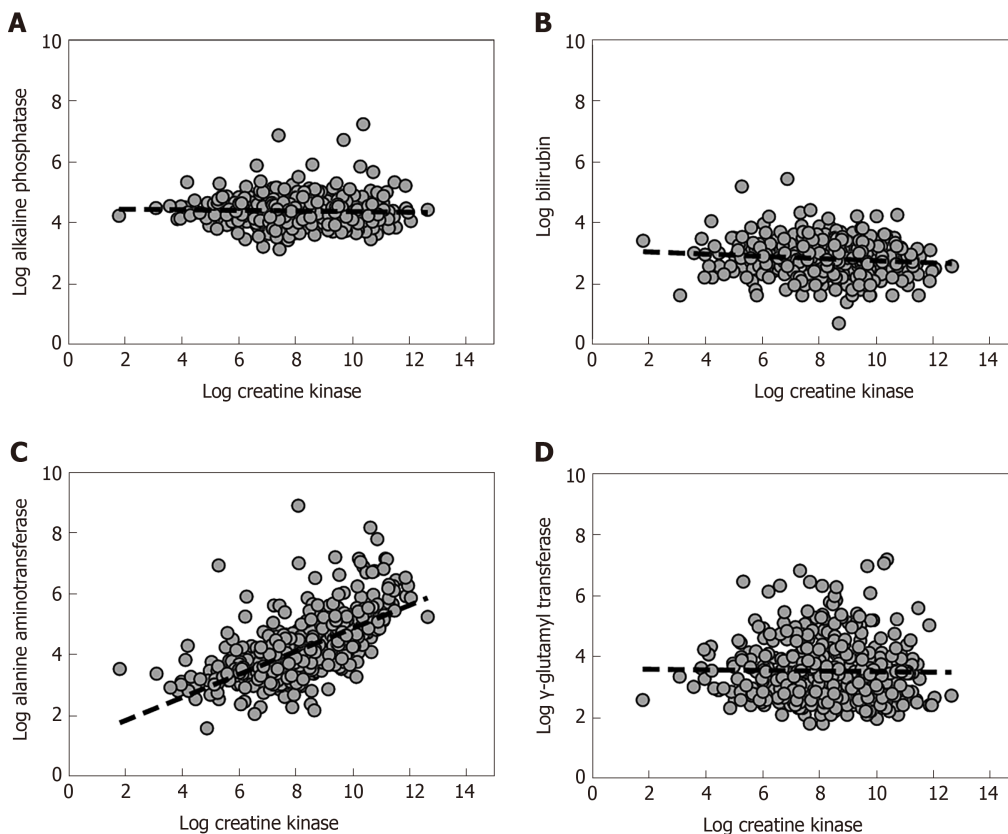 A
Log alkaline phosphatase
10
8
6
4
2
0
0 2 4 6 8 10 12 14
Log creatine kinase
B
Log bilirubin
10
8
6
4
2
0
0 2 4 6 8 10 12 14
Log creatine kinase
C
Log alanine aminotransferase
10
8
6
4
2
0
0 2 4 6 8 10 12 14
Log creatine kinase
D
Log γ-glutamyl transferase
10
8
6
4
2
0
0 2 4 6 8 10 12 14
Log creatine kinase